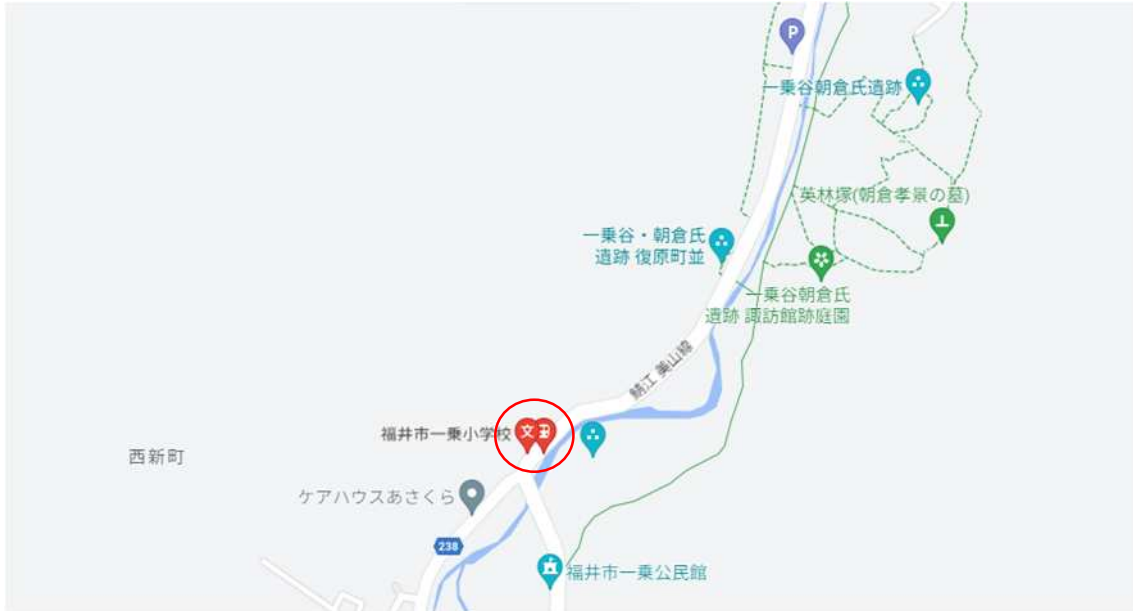 P
一乗谷朝倉氏遺跡
英林塚(朝倉孝景の墓)
一乗谷・朝倉氏
遺跡 復原町並
一乗谷朝倉氏
遺跡 諏訪館跡庭園
鯖江 美山線
福井市一乗小学校
文
西新町
ケアハウスあさくら
238
福井市一乗公民館